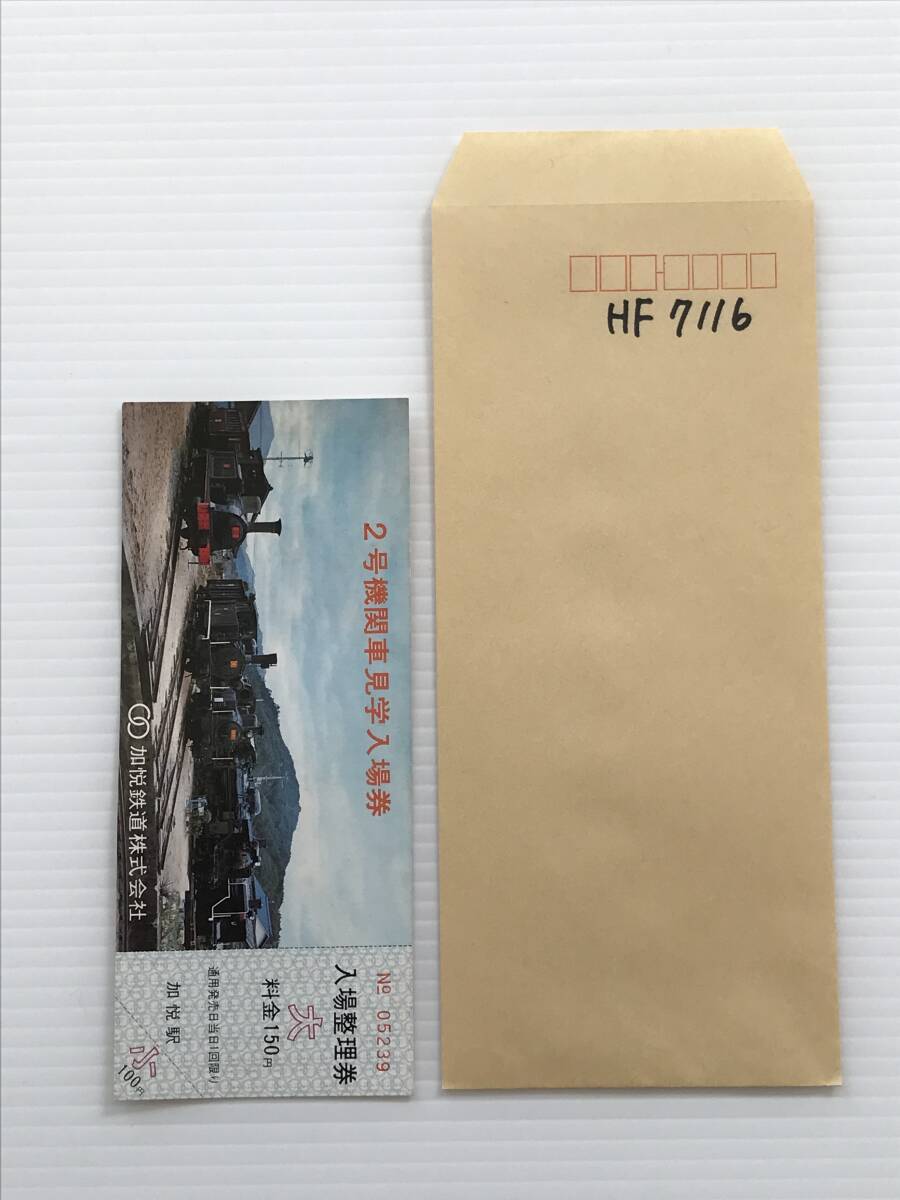 HF 7116
2号機関車見学入場券
加悦鉄道株式会社
№ 05239
入場整理券
大
料金150円
通用発売日当日1回限り
加悦駅
小
100円